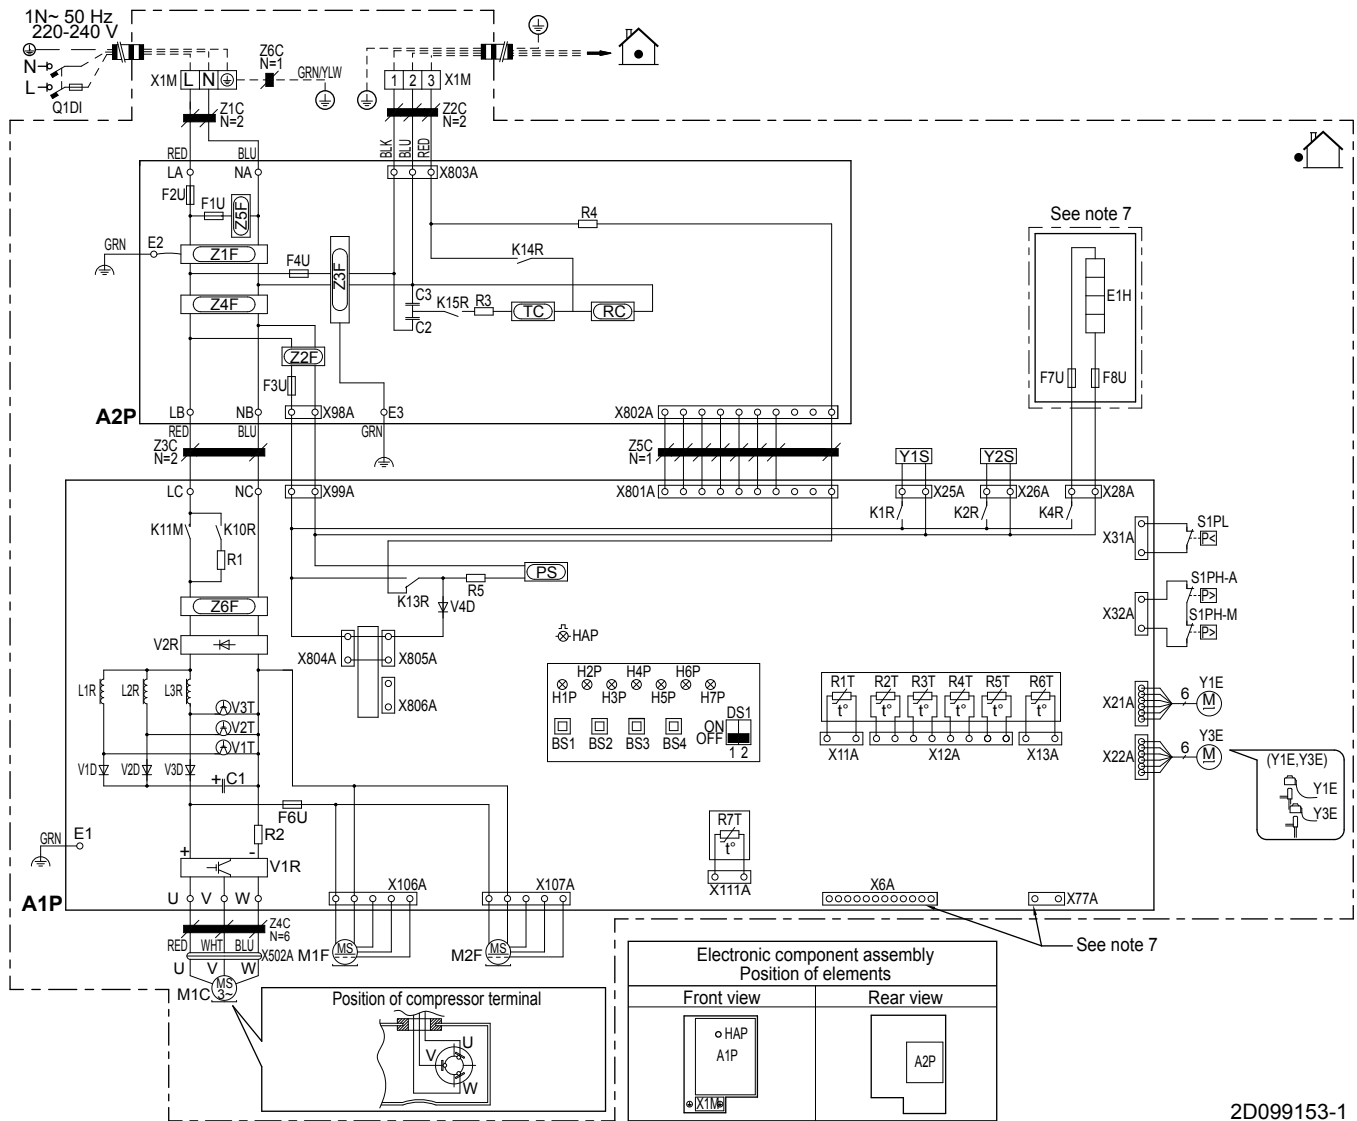 1N~ 50 Hz
220-240 V
N
L
Q1DI
X1M L N
Z6C
N=1
GRN/YLW
1 2 3 X1M
Z1C
N=2
Z2C
N=2
RED BLU
BLK BLU RED
LA NA
X803A
F2U
F1U
Z5F
R4
See note 7
GRN E2
Z1F
F4U
Z3F
K14R
Z4F
C3
K15R R3
TC
RC
C2
E1H
Z2F
F3U
F7U F8U
A2P
LB NB X98A E3
X802A
RED BLU
GRN
Z3C
N=2
Z5C
N=1
Y1S Y2S
LC NC X99A
X801A
X25A X26A X28A
K11M K10R
K1R K2R K4R
R1
X31A
S1PL
P<
PS
R5
K13R
V4D
S1PH-A
P>
X32A
S1PH-M
P>
Z6F
V2R
HAP
X804A X805A
X806A
L1R L2R L3R
V3T
V2T
V1T
H2P H4P H6P
H1P H3P H5P H7P
DS1
ON
OFF
1 2
BS1 BS2 BS3 BS4
R1T R2T R3T R4T R5T R6T
t° t° t° t° t° t°
X11A X12A X13A
X21A
6
Y1E
M
X22A
6
Y3E
M
(Y1E,Y3E)
Y1E
Y3E
V1D V2D V3D
+ C1
F6U
R2
GRN E1
+ -
V1R
R7T
t°
X111A
A1P
U V W
X106A
X107A
X6A
X77A
See note 7
Z4C
N=6
RED WHT BLU
X502A
U V W
M1F MS
M2F MS
M1C MS
3~
Position of compressor terminal
U
V
W
Electronic component assembly
Position of elements
Front view Rear view
HAP
A1P
X1M
A2P
2D099153-1